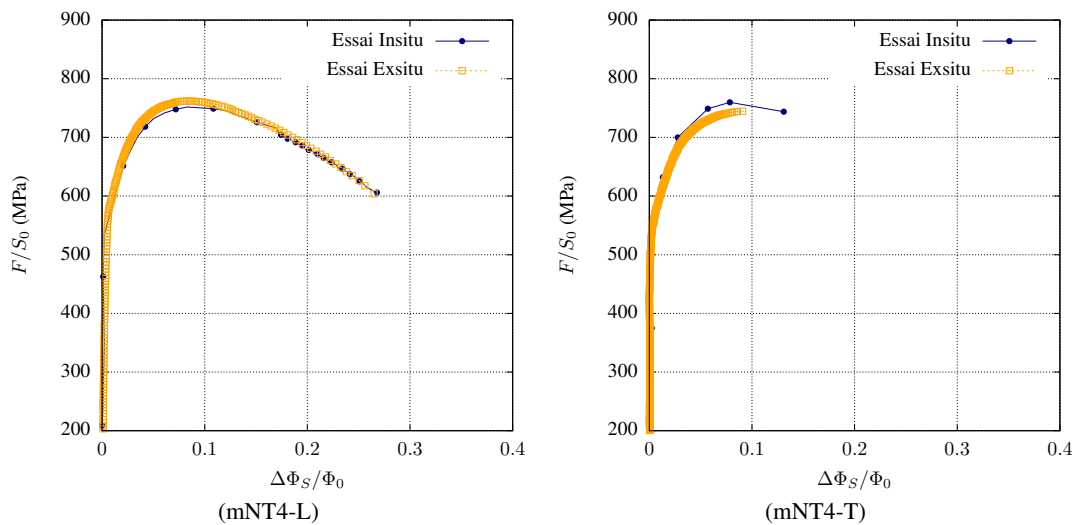 900
800
700
600
500
400
300
200
0
0.1
0.2
0.3
0.4
F/S₀ (MPa)
ΔΦ_S/Φ₀
Essai Insitu
Essai Exsitu
(mNT4-L)
900
800
700
600
500
400
300
200
0
0.1
0.2
0.3
0.4
F/S₀ (MPa)
ΔΦ_S/Φ₀
Essai Insitu
Essai Exsitu
(mNT4-T)